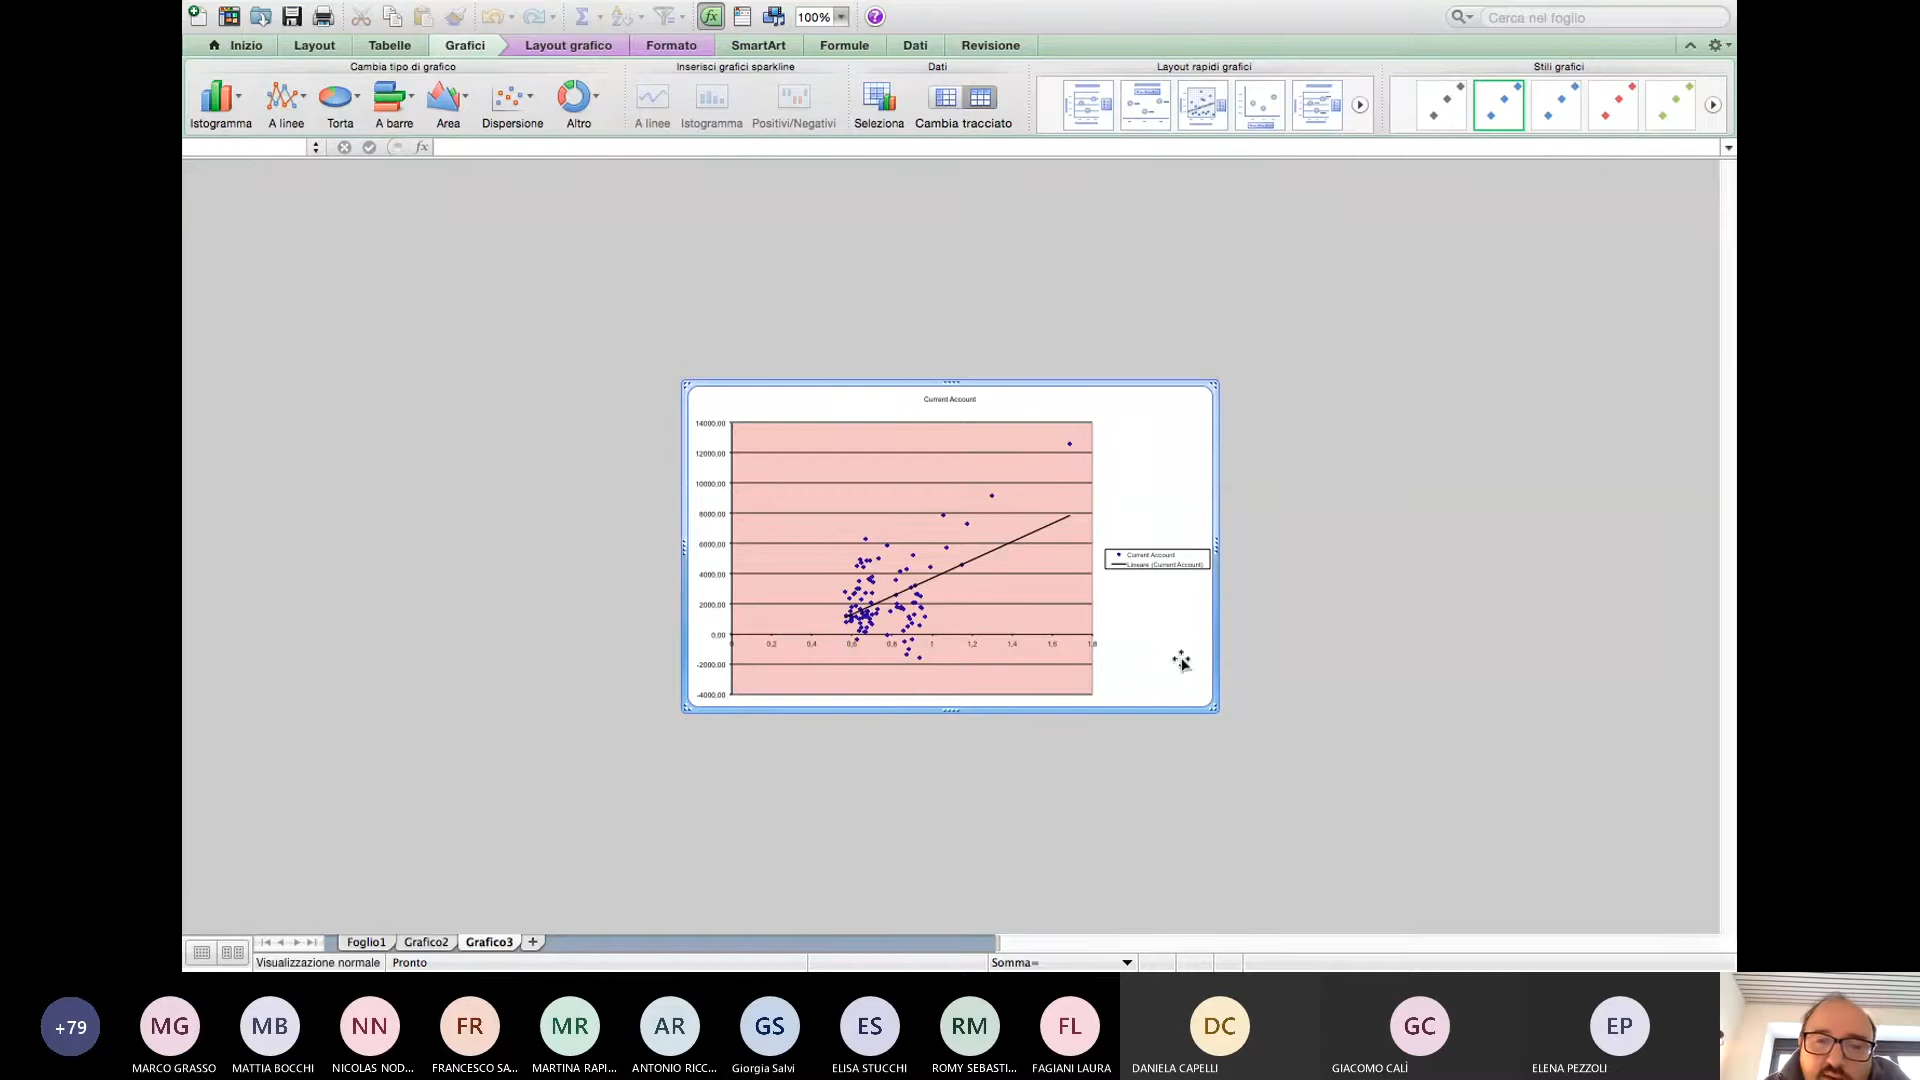 100%
Cerca nel foglio
Inizio Layout Tabelle Grafici Layout grafico Formato SmartArt Formule Dati Revisione
Cambia tipo di grafico Inserisci grafici sparkline Dati Layout rapidi grafici Stili grafici
Istogramma A linee Torta A barre Area Dispersione Altro A linee Istogramma Positivi/Negativi Seleziona Cambia tracciato
fx
Current Account
14000,00
12000,00
10000,00
8000,00
6000,00
4000,00
2000,00
0,00
-2000,00
-4000,00
0 0,2 0,4 0,6 0,8 1 1,2 1,4 1,6 1,8
Current Account
Lineare (Current Account)
Foglio1 Grafico2 Grafico3
Visualizzazione normale Pronto Somma=
+79 MG MB NN FR MR AR GS ES RM FL DC GC EP
MARCO GRASSO MATTIA BOCCHI NICOLAS NOD... FRANCESCO SA... MARTINA RAPI... ANTONIO RICC... Giorgia Salvi ELISA STUCCHI ROMY SEBASTI... FAGIANI LAURA DANIELA CAPELLI GIACOMO CALÌ ELENA PEZZOLI